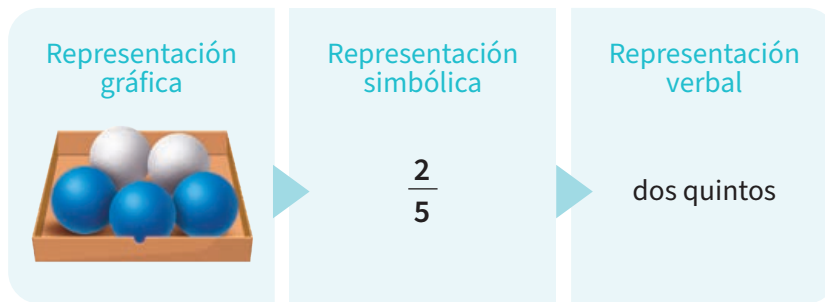 Representación
gráfica
Representación
simbólica
2
5
Representación
verbal
dos quintos